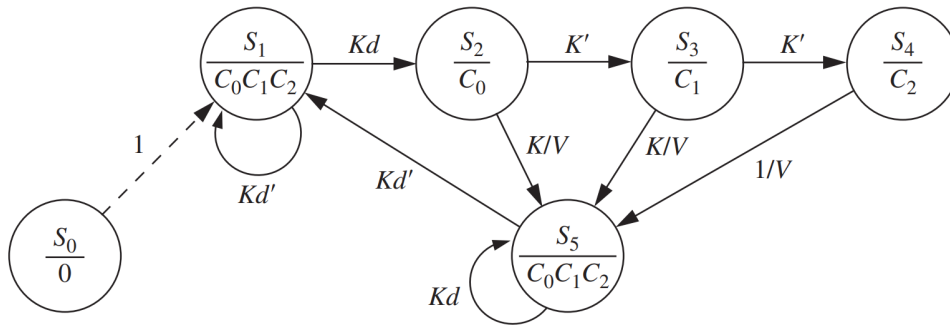 S₁
C₀C₁C₂
Kd
S₂
C₀
K′
S₃
C₁
K′
S₄
C₂
1
Kd′
Kd′
K/V
K/V
1/V
S₀
0
S₅
C₀C₁C₂
Kd